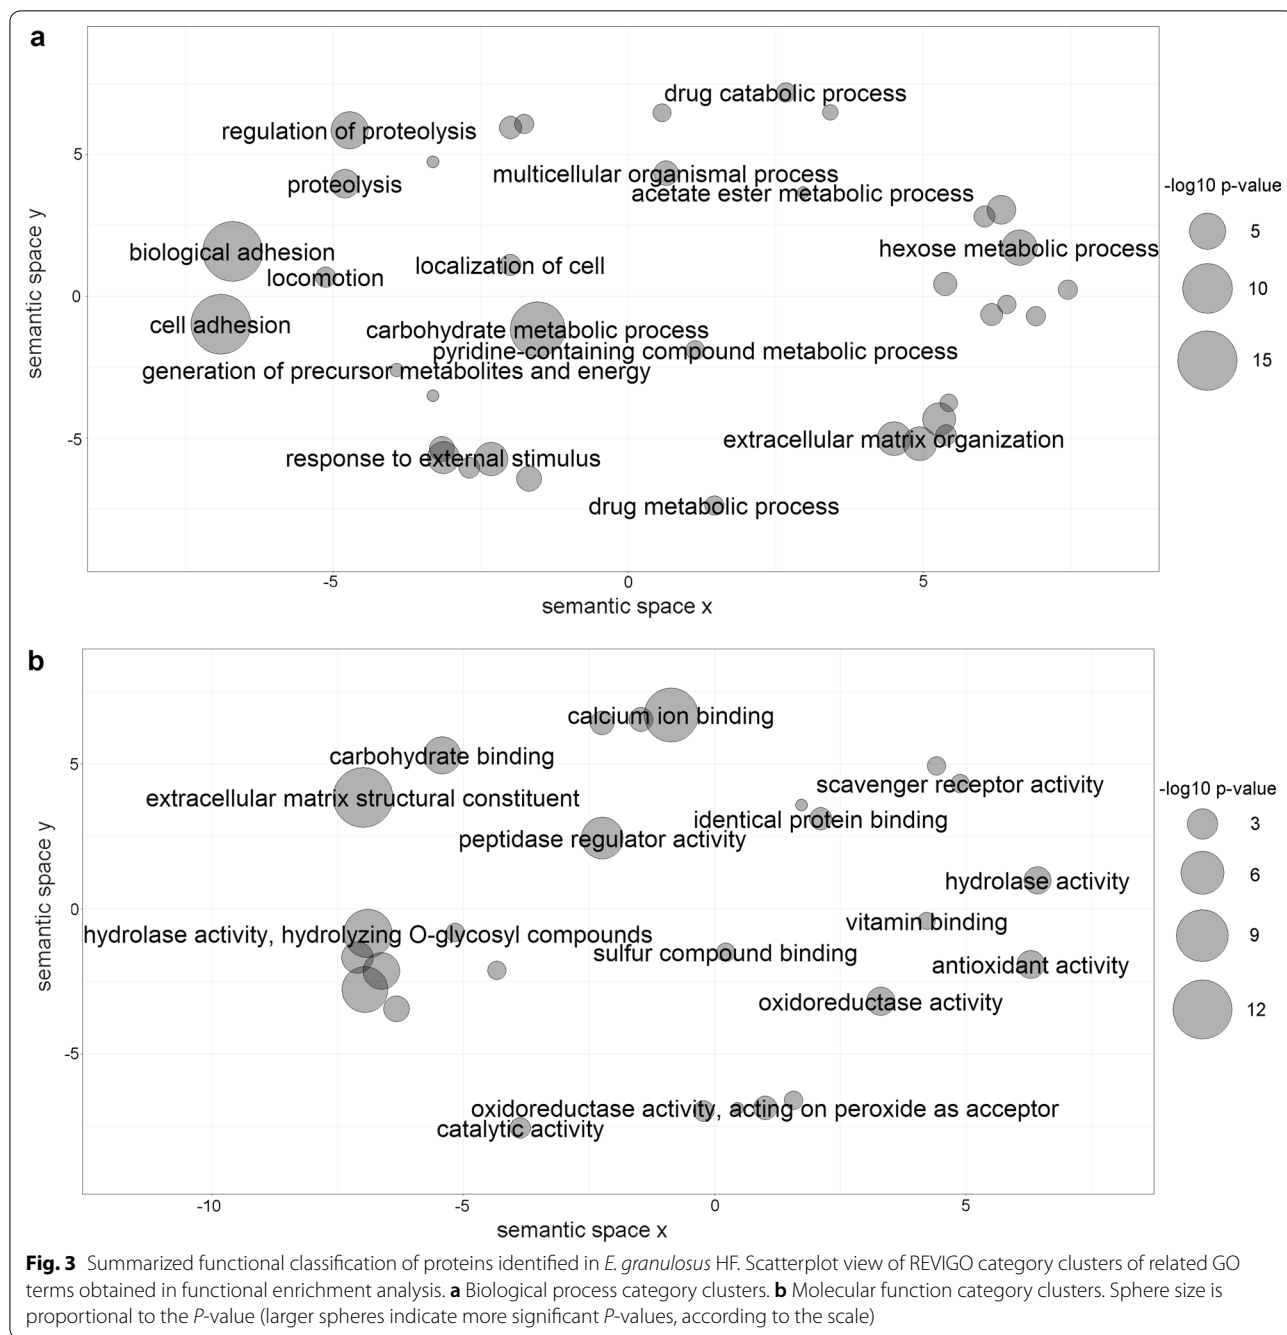 a
drug catabolic process
regulation of proteolysis
5
multicellular organismal process
proteolysis
acetate ester metabolic process
-log10 p-value
5
biological adhesion
hexose metabolic process
locomotion
localization of cell
10
0
cell adhesion
carbohydrate metabolic process
pyridine-containing compound metabolic process
15
generation of precursor metabolites and energy
semantic space y
-5
extracellular matrix organization
response to external stimulus
drug metabolic process
-5 0 5
semantic space x
b
calcium ion binding
carbohydrate binding
5
scavenger receptor activity
-log10 p-value
extracellular matrix structural constituent
identical protein binding
3
peptidase regulator activity
6
hydrolase activity
0
vitamin binding
hydrolase activity, hydrolyzing O-glycosyl compounds
9
sulfur compound binding
antioxidant activity
oxidoreductase activity
12
semantic space y
-5
oxidoreductase activity, acting on peroxide as acceptor
catalytic activity
-10 -5 0 5
semantic space x
Fig. 3 Summarized functional classification of proteins identified in E. granulosus HF. Scatterplot view of REVIGO category clusters of related GO
terms obtained in functional enrichment analysis. a Biological process category clusters. b Molecular function category clusters. Sphere size is
proportional to the P-value (larger spheres indicate more significant P-values, according to the scale)